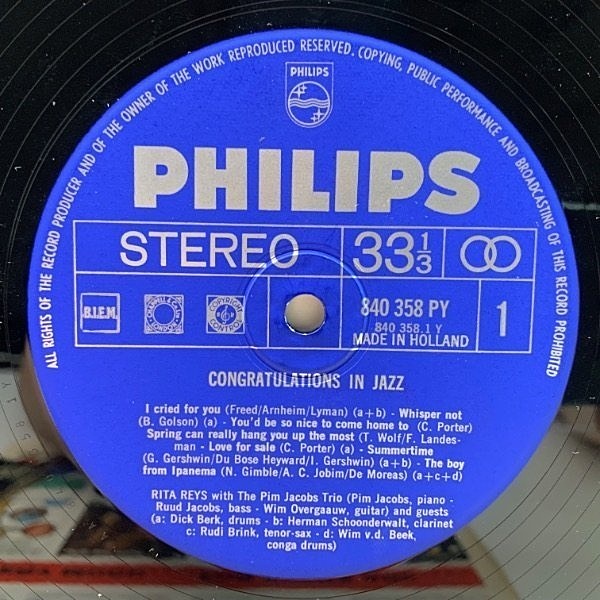 ALL RIGHTS OF THE RECORD PRODUCER AND OF THE OWNER OF THE WORK REPRODUCED RESERVED. COPYING, PUBLIC PERFORMANCE AND BROADCASTING OF THIS RECORD PROHIBITED
PHILIPS
PHILIPS
STEREO 33⅓
B.I.E.M. COPYRIGHT CONTROL 840 358 PY 1
840 358.1 Y
MADE IN HOLLAND
CONGRATULATIONS IN JAZZ
I cried for you (Freed/Arnheim/Lyman) (a+b) - Whisper not
(B. Golson) (a) - You'd be so nice to come home to (C. Porter)
Spring can really hang you up the most (T. Wolf/F. Landes-
man - Love for sale (C. Porter) (a) - Summertime
(G. Gershwin/Du Bose Heyward/I. Gershwin) (a+b) - The boy
from Ipanema (N. Gimble/A. C. Jobim/De Moreas) (a+c+d)
RITA REYS with The Pim Jacobs Trio (Pim Jacobs, piano -
Ruud Jacobs, bass - Wim Overgaauw, guitar) and guests
(a: Dick Berk, drums - b: Herman Schoonderwalt, clarinet
c: Rudi Brink, tenor-sax - d: Wim v.d. Beek,
conga drums)